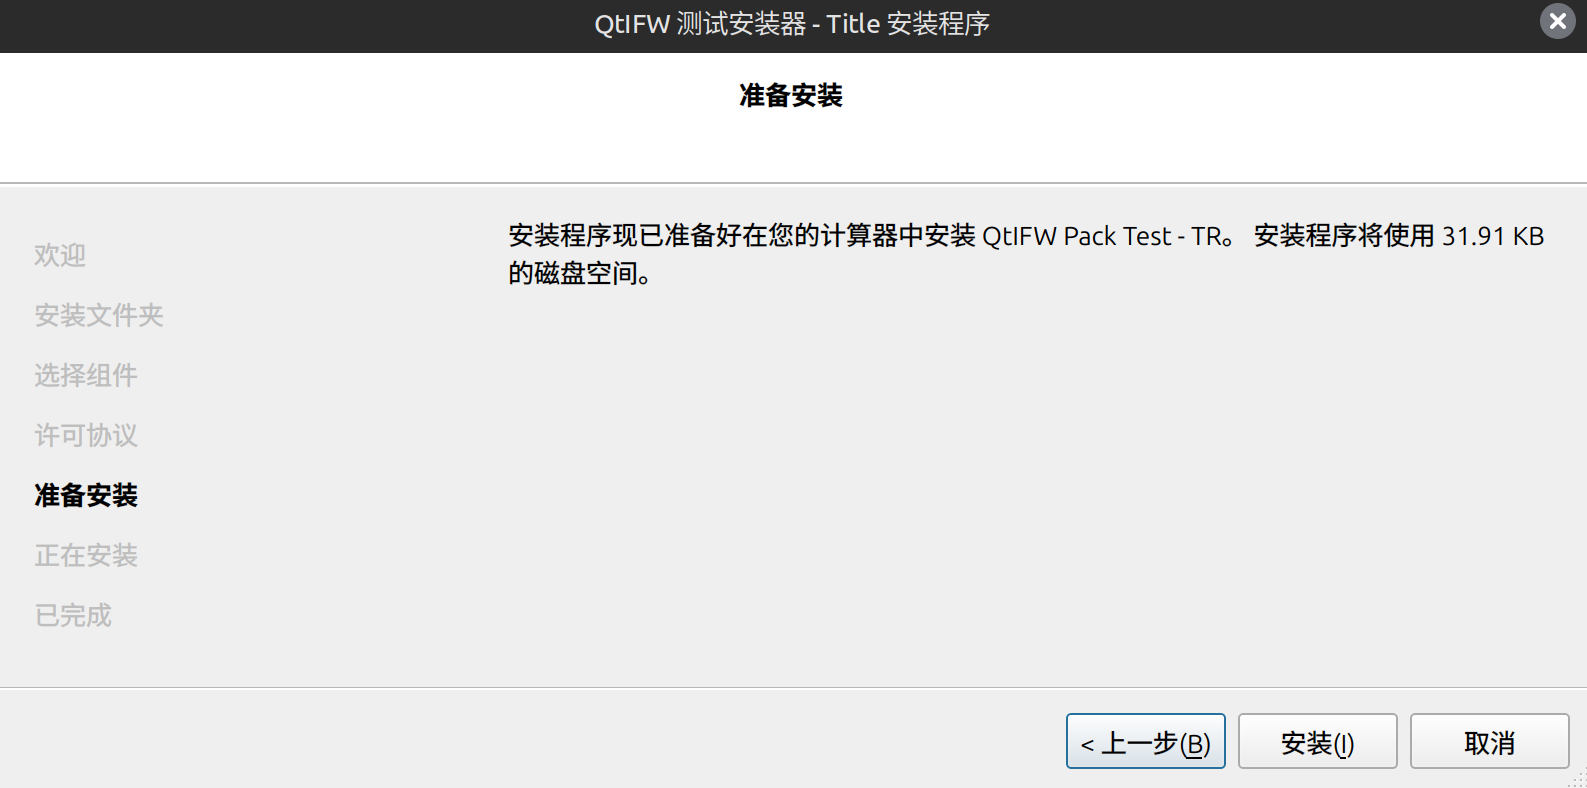 QtIFW 测试安装器 - Title 安装程序
准备安装
欢迎
安装文件夹
选择组件
许可协议
准备安装
正在安装
已完成
安装程序现已准备好在您的计算器中安装 QtIFW Pack Test - TR。 安装程序将使用 31.91 KB
的磁盘空间。
< 上一步(B)
安装(I)
取消